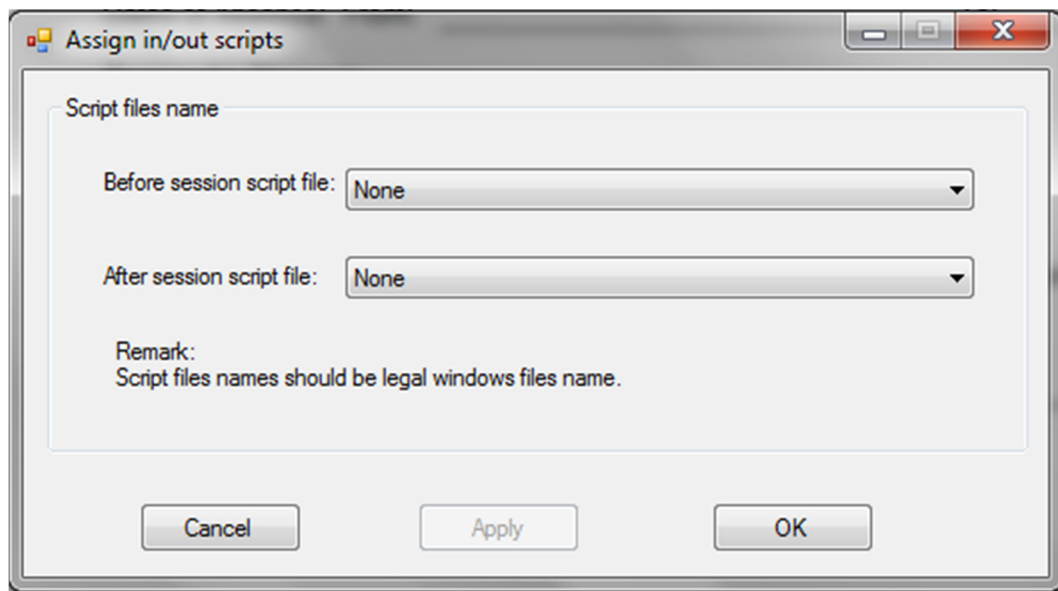 Assign in/out scripts
Script files name
Before session script file: None
After session script file: None
Remark:
Script files names should be legal windows files name.
Cancel Apply OK